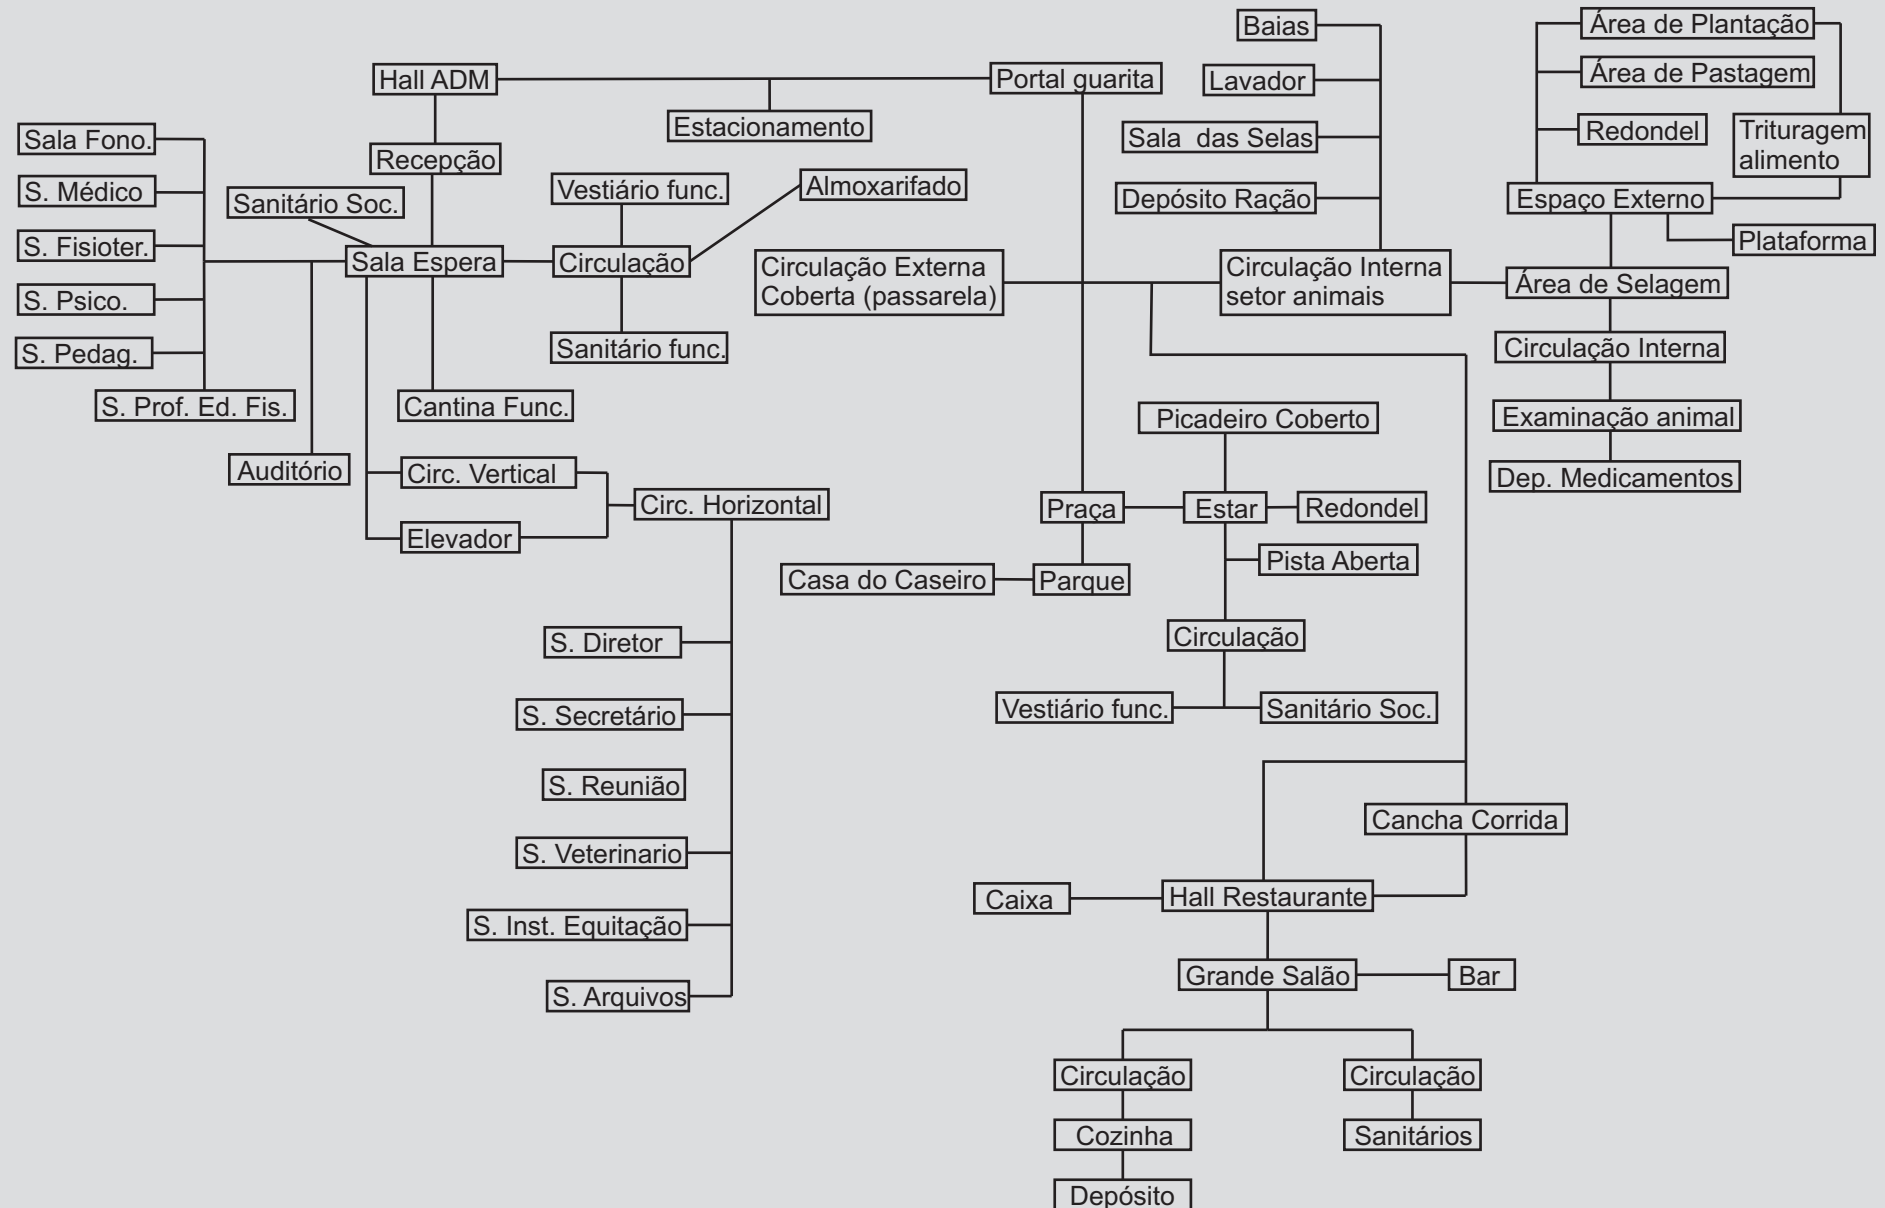 Hall ADM
Portal guarita
Estacionamento
Recepção
Sala Fono.
S. Médico
S. Fisioter.
S. Psico.
S. Pedag.
S. Prof. Ed. Fis.
Sanitário Soc.
Sala Espera
Vestiário func.
Almoxarifado
Circulação
Sanitário func.
Cantina Func.
Auditório
Circ. Vertical
Elevador
Circ. Horizontal
S. Diretor
S. Secretário
S. Reunião
S. Veterinario
S. Inst. Equitação
S. Arquivos
Baias
Lavador
Sala das Selas
Depósito Ração
Circulação Externa
Coberta (passarela)
Circulação Interna
setor animais
Área de Plantação
Área de Pastagem
Redondel
Trituragem
alimento
Espaço Externo
Plataforma
Área de Selagem
Circulação Interna
Examinação animal
Dep. Medicamentos
Picadeiro Coberto
Praça
Estar
Redondel
Pista Aberta
Casa do Caseiro
Parque
Circulação
Vestiário func.
Sanitário Soc.
Cancha Corrida
Caixa
Hall Restaurante
Grande Salão
Bar
Circulação
Circulação
Cozinha
Sanitários
Depósito